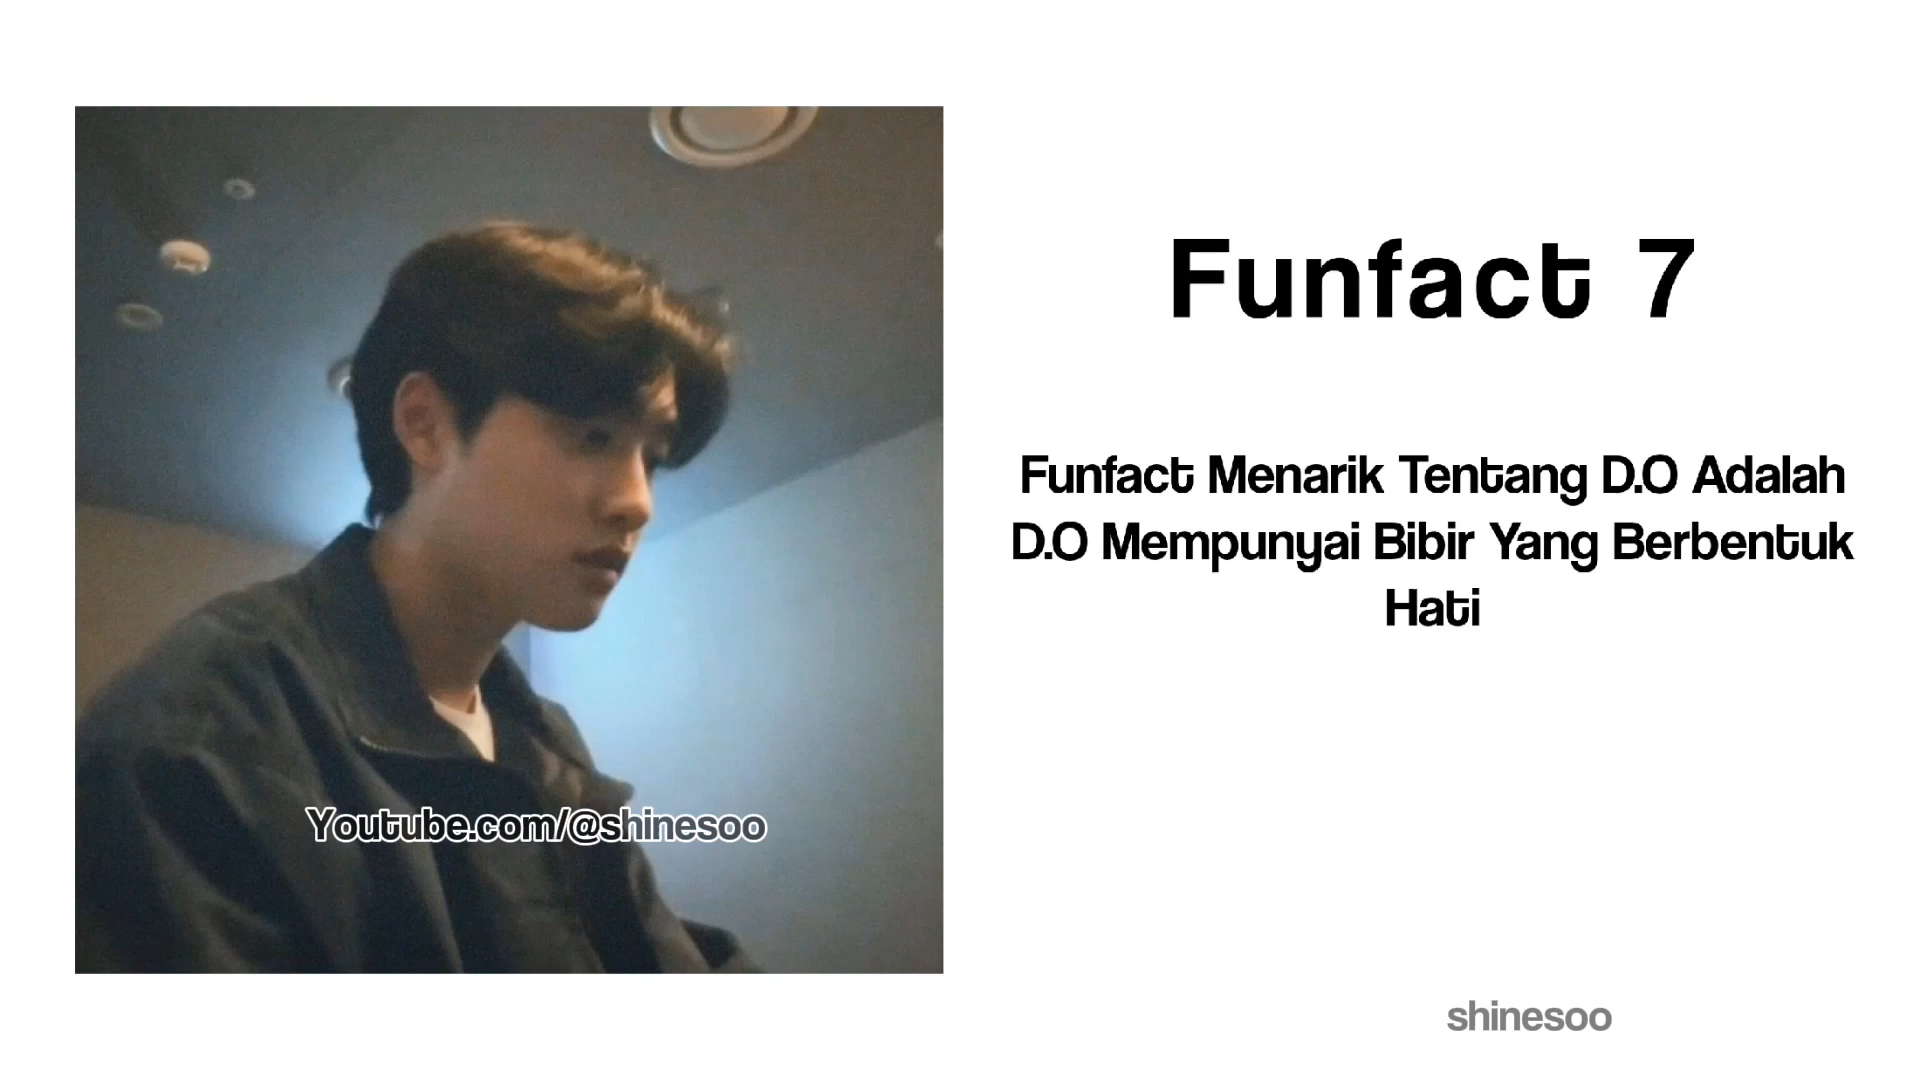 Funfact 7
Funfact Menarik Tentang D.O Adalah
D.O Mempunyai Bibir Yang Berbentuk
Hati
Youtube.com/@shinesoo
shinesoo